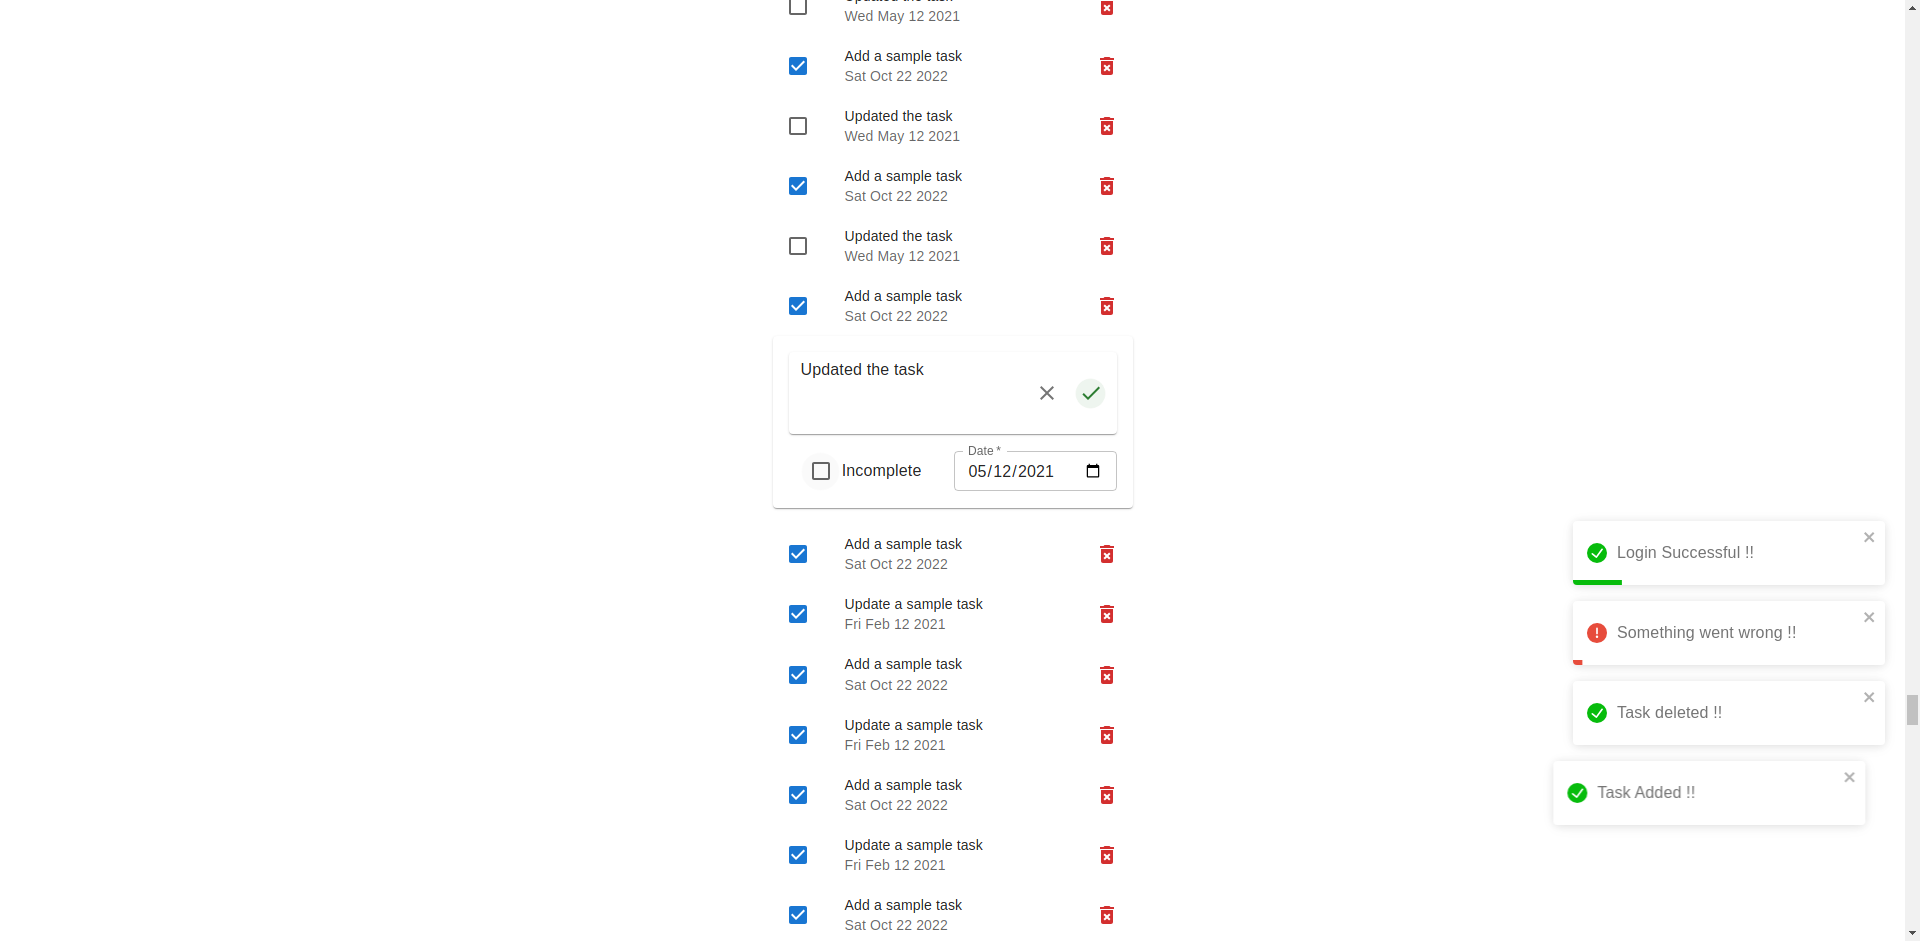 Updated the task
Wed May 12 2021
Add a sample task
Sat Oct 22 2022
Updated the task
Wed May 12 2021
Add a sample task
Sat Oct 22 2022
Updated the task
Wed May 12 2021
Add a sample task
Sat Oct 22 2022
Updated the task
Incomplete
Date *
05/12/2021
Add a sample task
Sat Oct 22 2022
Update a sample task
Fri Feb 12 2021
Add a sample task
Sat Oct 22 2022
Update a sample task
Fri Feb 12 2021
Add a sample task
Sat Oct 22 2022
Update a sample task
Fri Feb 12 2021
Add a sample task
Sat Oct 22 2022
Login Successful !!
Something went wrong !!
Task deleted !!
Task Added !!